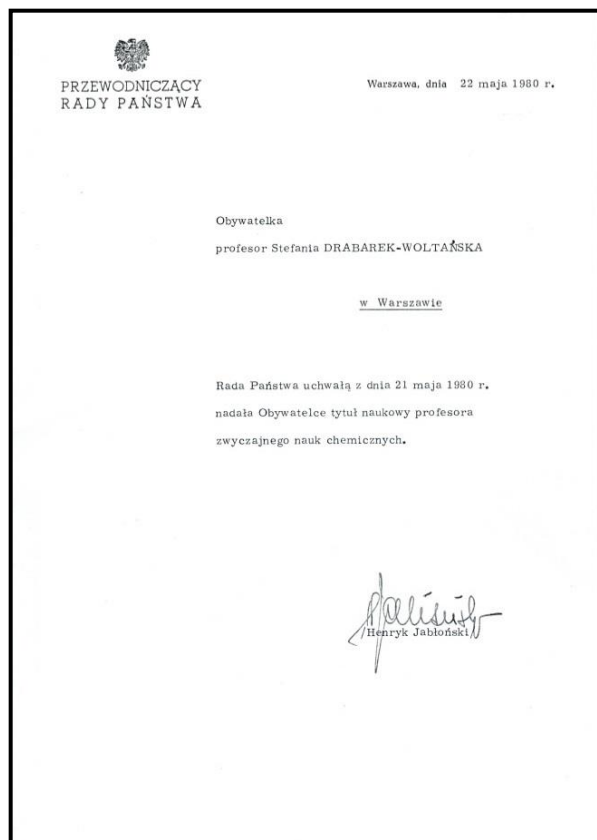 PRZEWODNICZĄCY
RADY PAŃSTWA
Warszawa, dnia 22 maja 1980 r.
Obywatelka
profesor Stefania DRABAREK-WOLTAŃSKA
w Warszawie
Rada Państwa uchwałą z dnia 21 maja 1980 r.
nadała Obywatelce tytuł naukowy profesora
zwyczajnego nauk chemicznych.
Henryk Jabłoński